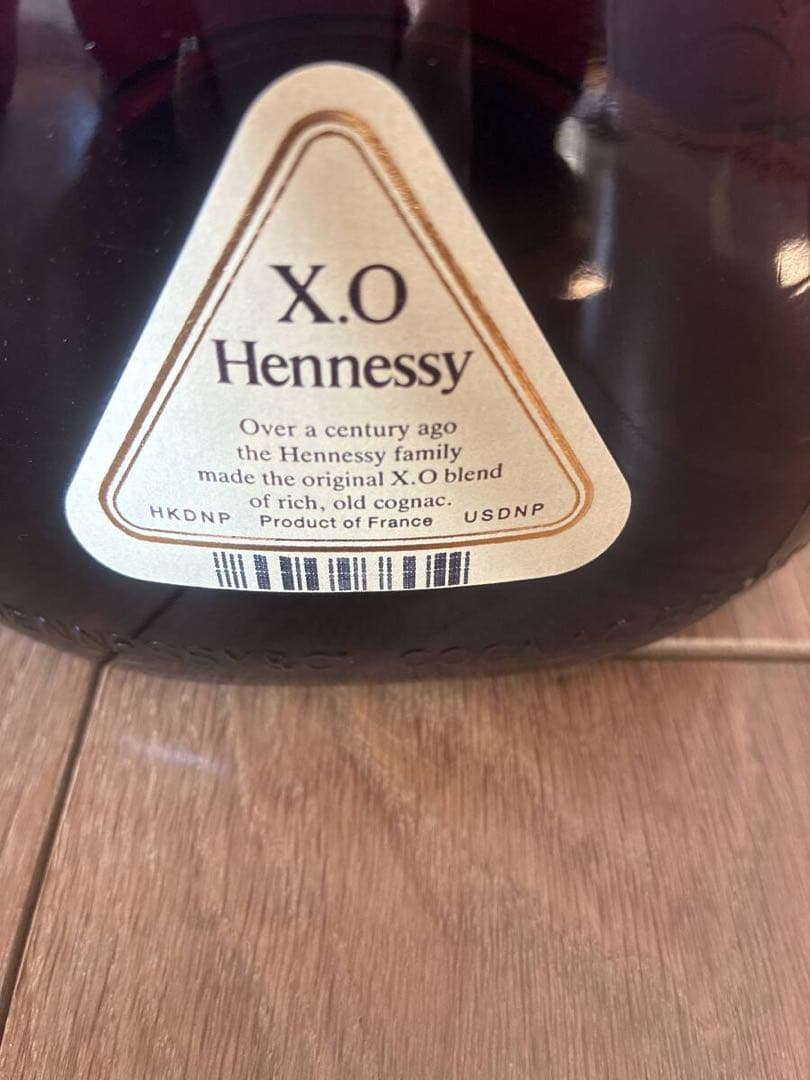 X.O
Hennessy
Over a century ago
the Hennessy family
made the original X.O blend
of rich, old cognac.
HKDNP Product of France USDNP